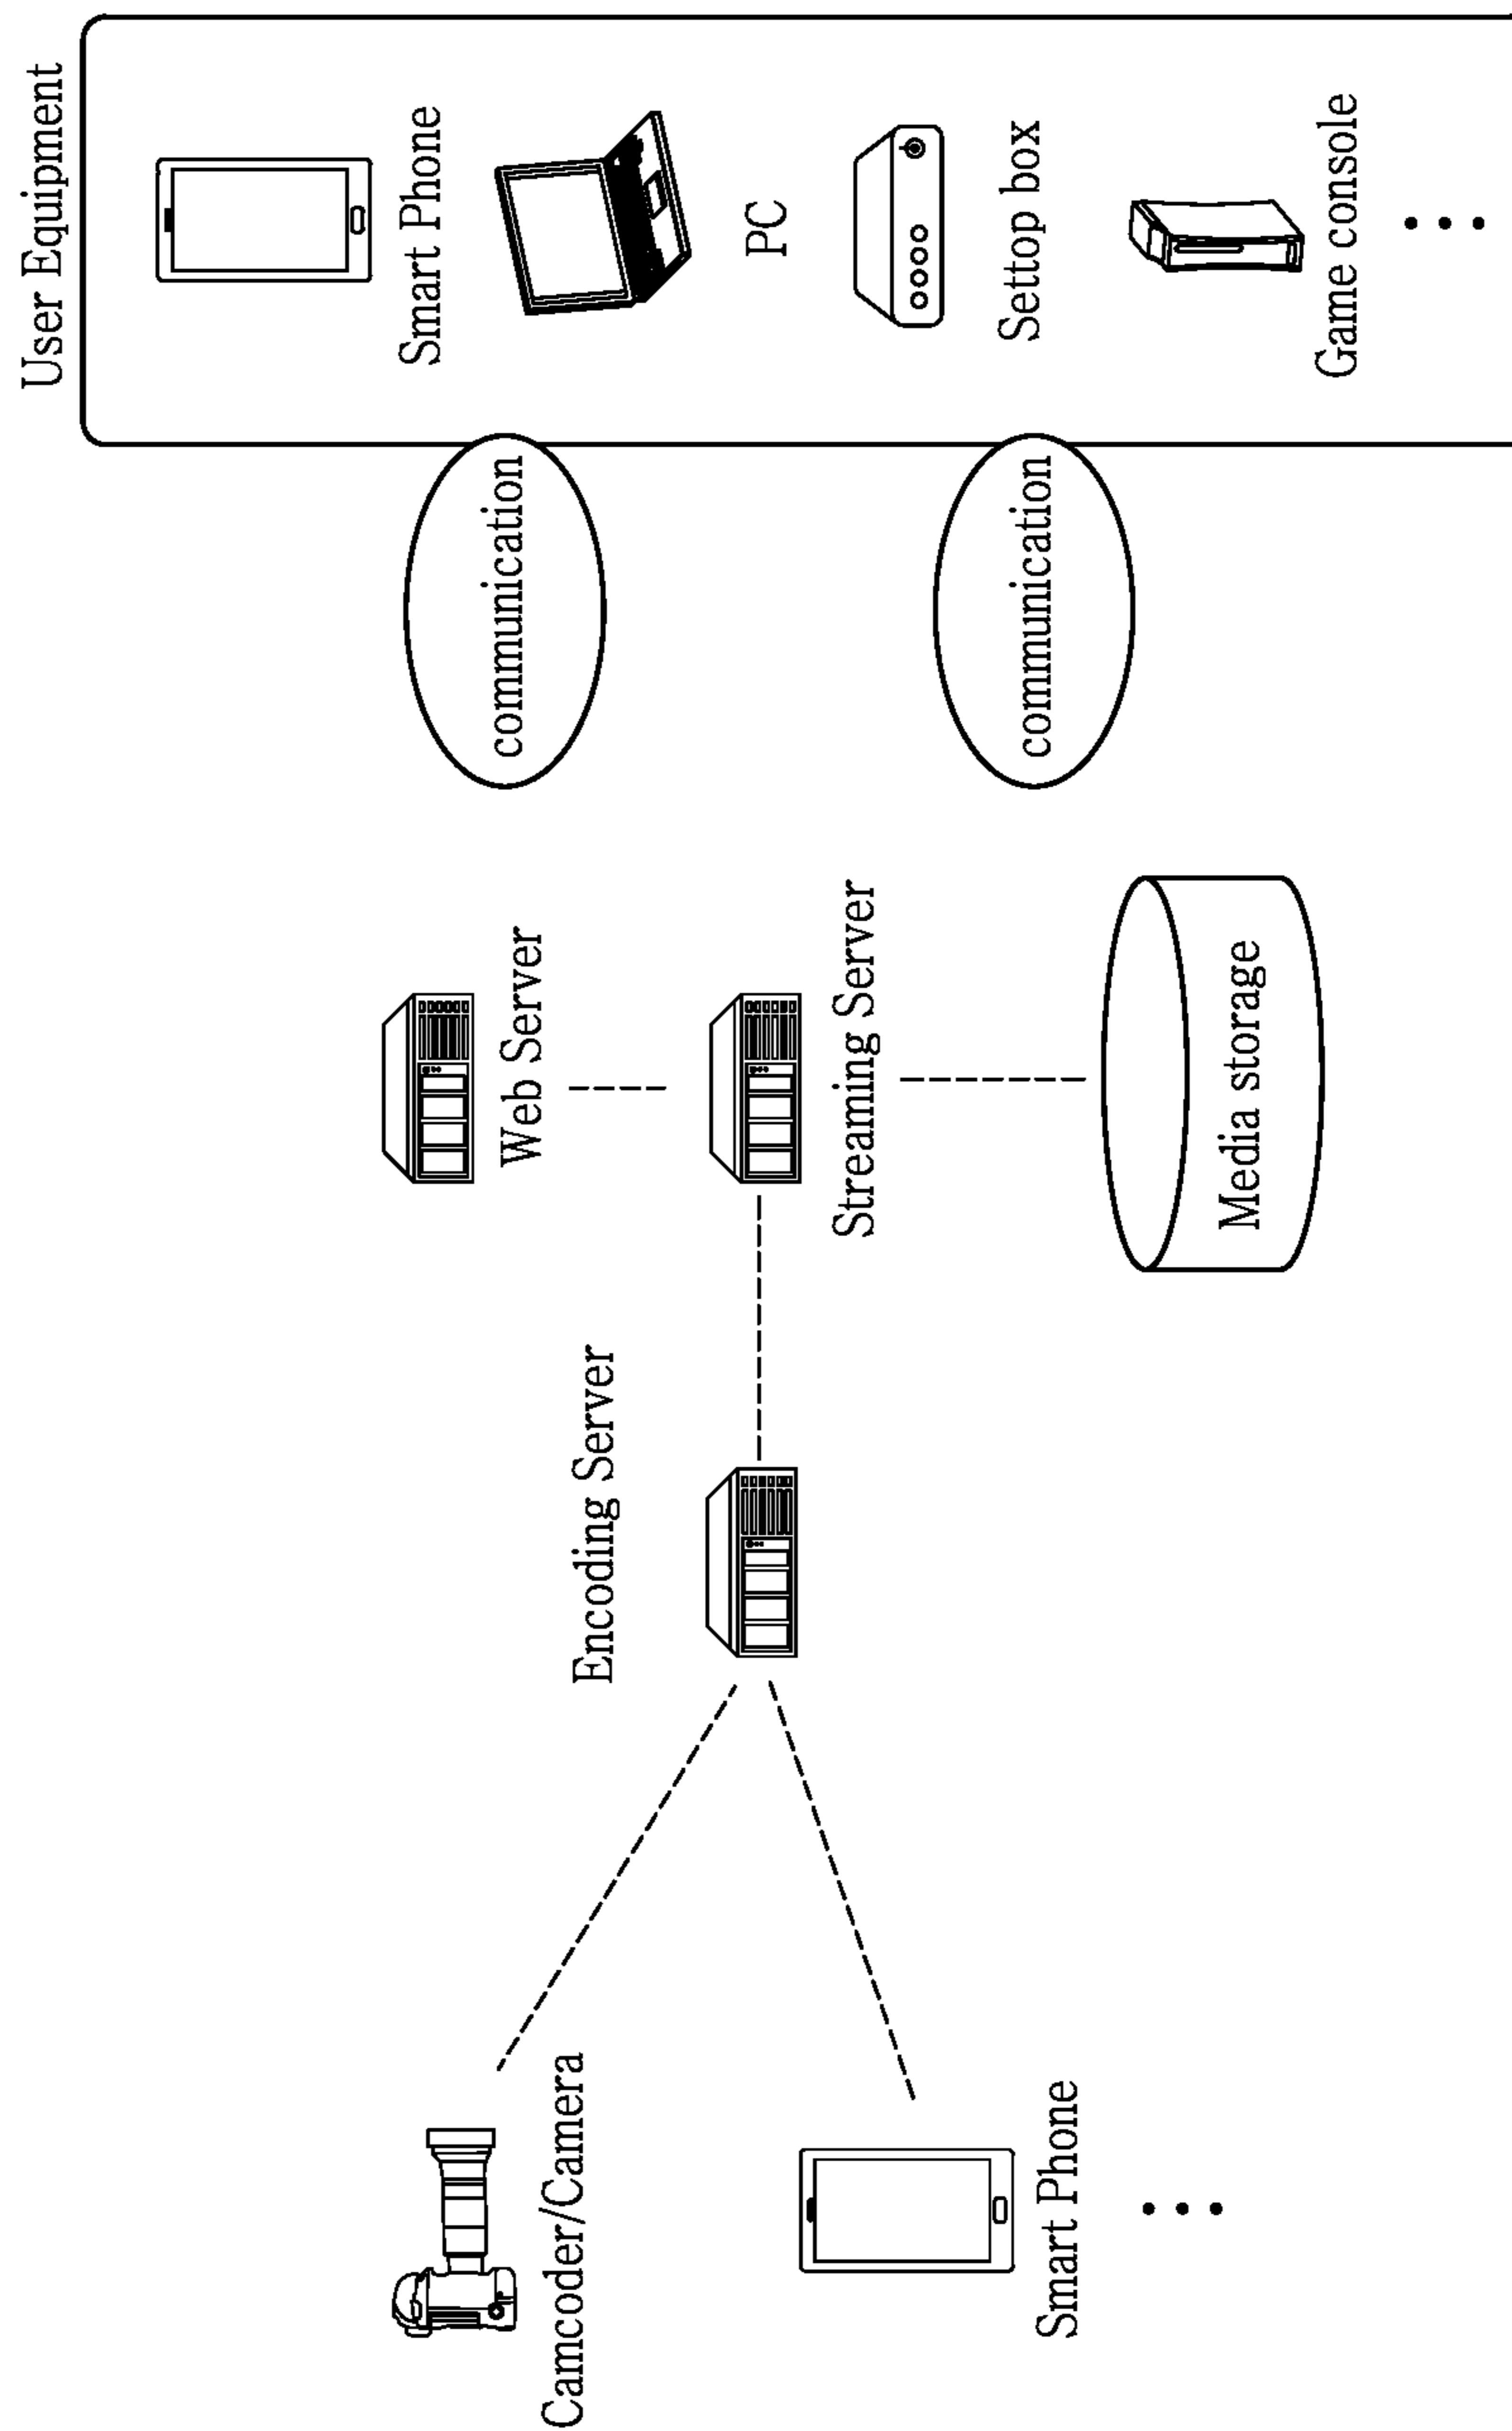 User Equipment
Smart Phone
PC
Settop box
Game console
communication
communication
Web Server
Streaming Server
Media storage
Encoding Server
Camcoder/Camera
Smart Phone